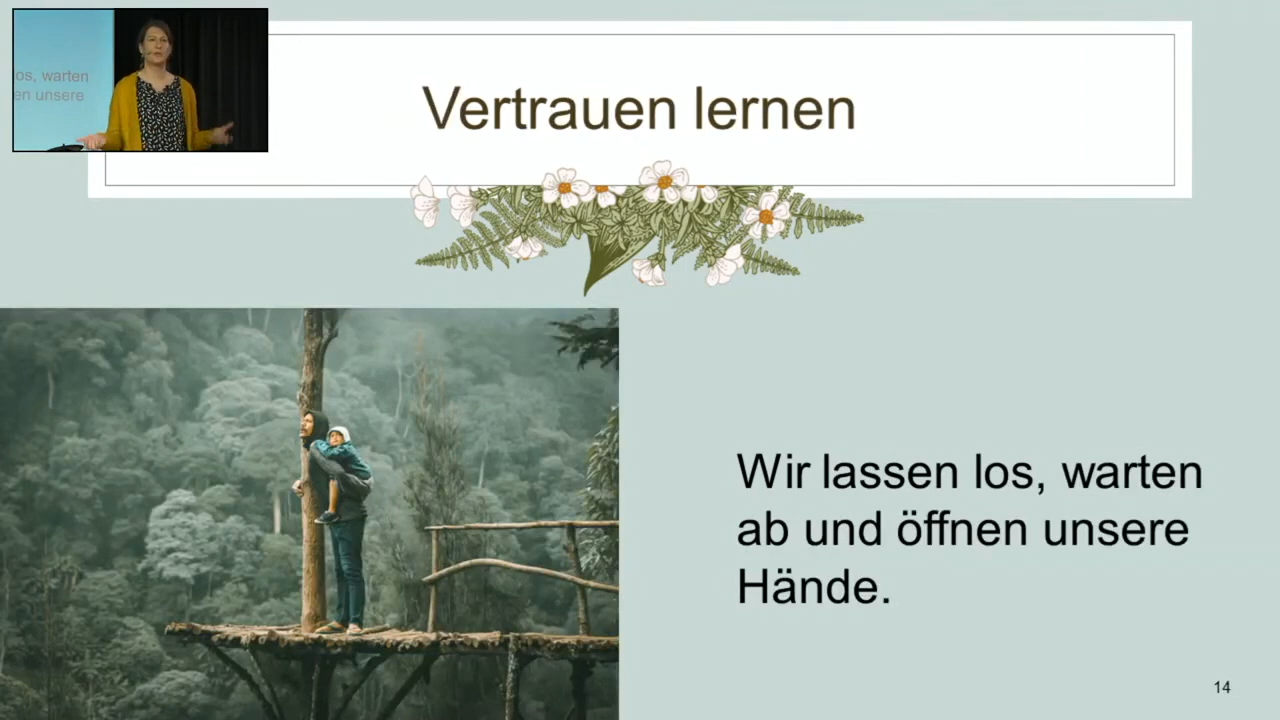 os, warten
en unsere
Vertrauen lernen
Wir lassen los, warten
ab und öffnen unsere
Hände.
14